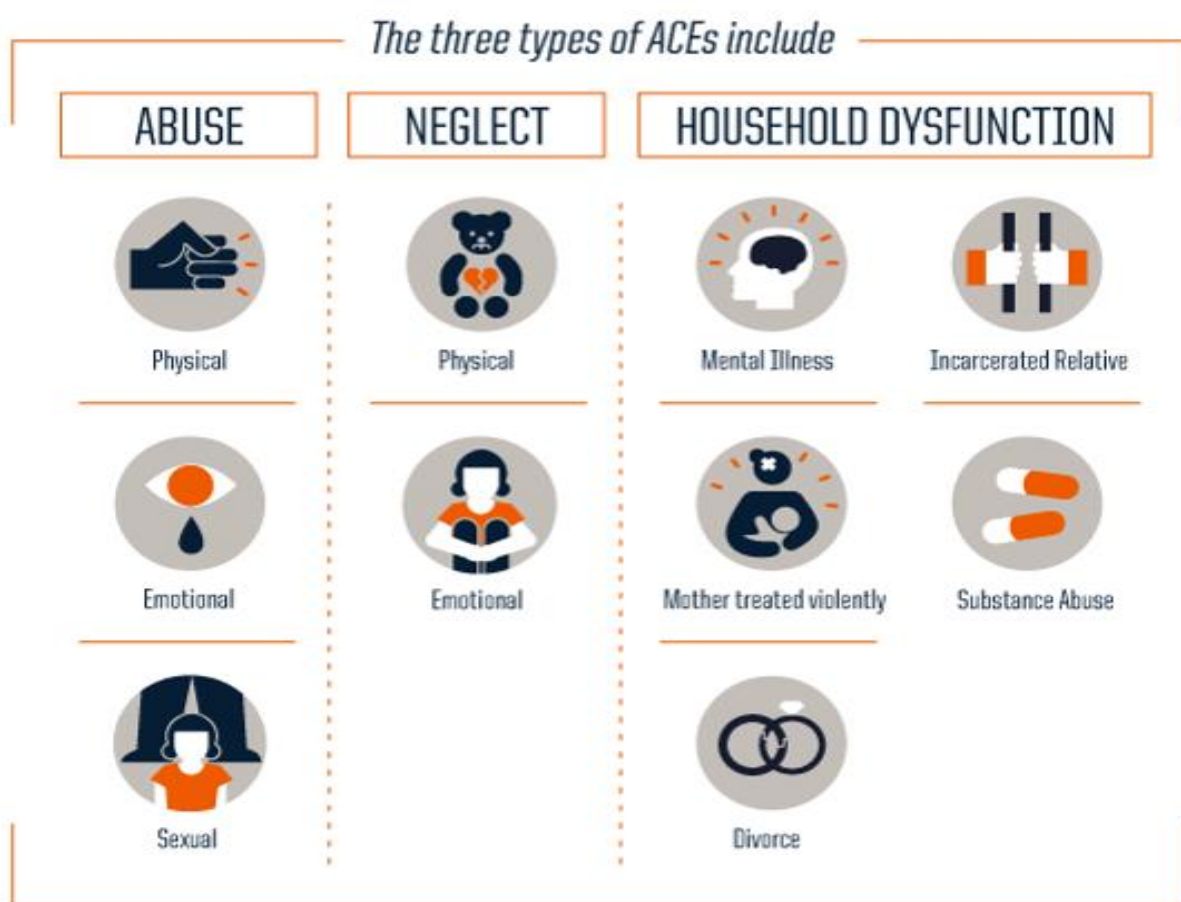 The three types of ACEs include
ABUSE
NEGLECT
HOUSEHOLD DYSFUNCTION
Physical
Emotional
Sexual
Physical
Emotional
Mental Illness
Incarcerated Relative
Mother treated violently
Substance Abuse
Divorce